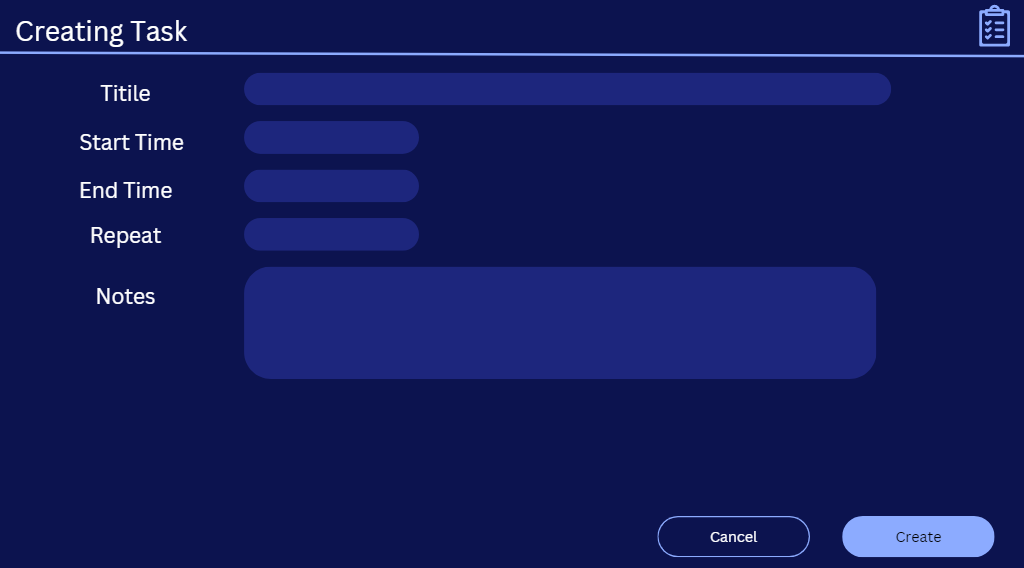 Creating Task
Titile
Start Time
End Time
Repeat
Notes
Cancel
Create